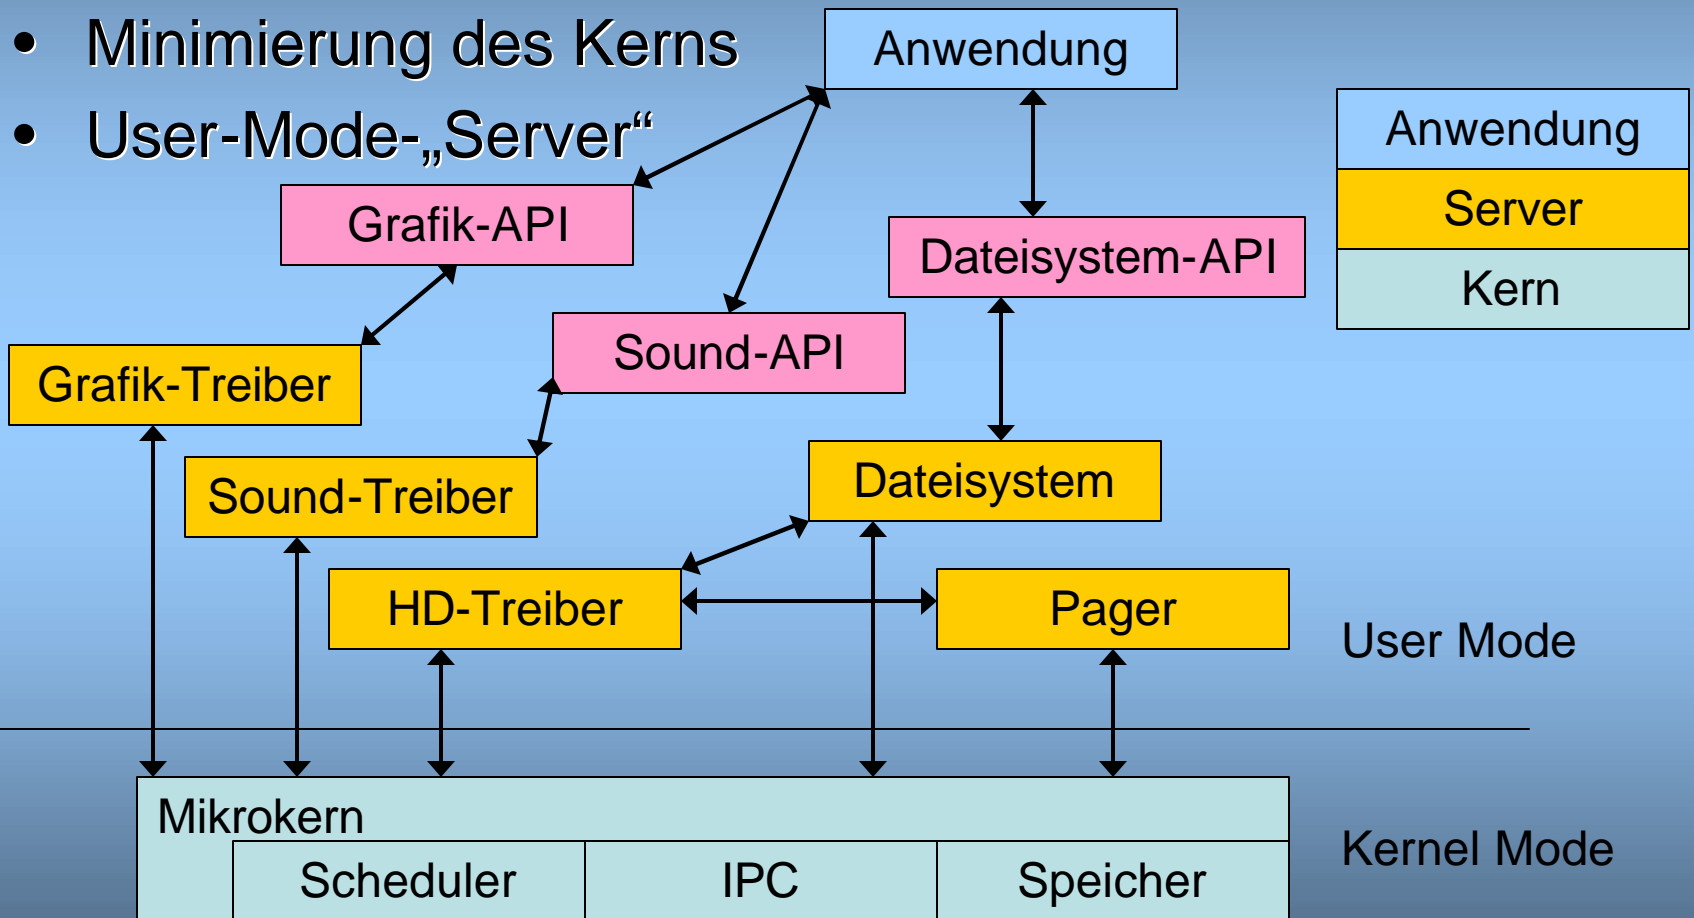 • Minimierung des Kerns
• User-Mode-„Server“
Anwendung
Anwendung
Server
Kern
Grafik-API
Dateisystem-API
Sound-API
Grafik-Treiber
Sound-Treiber
Dateisystem
HD-Treiber
Pager
User Mode
Mikrokern
Kernel Mode
Scheduler
IPC
Speicher